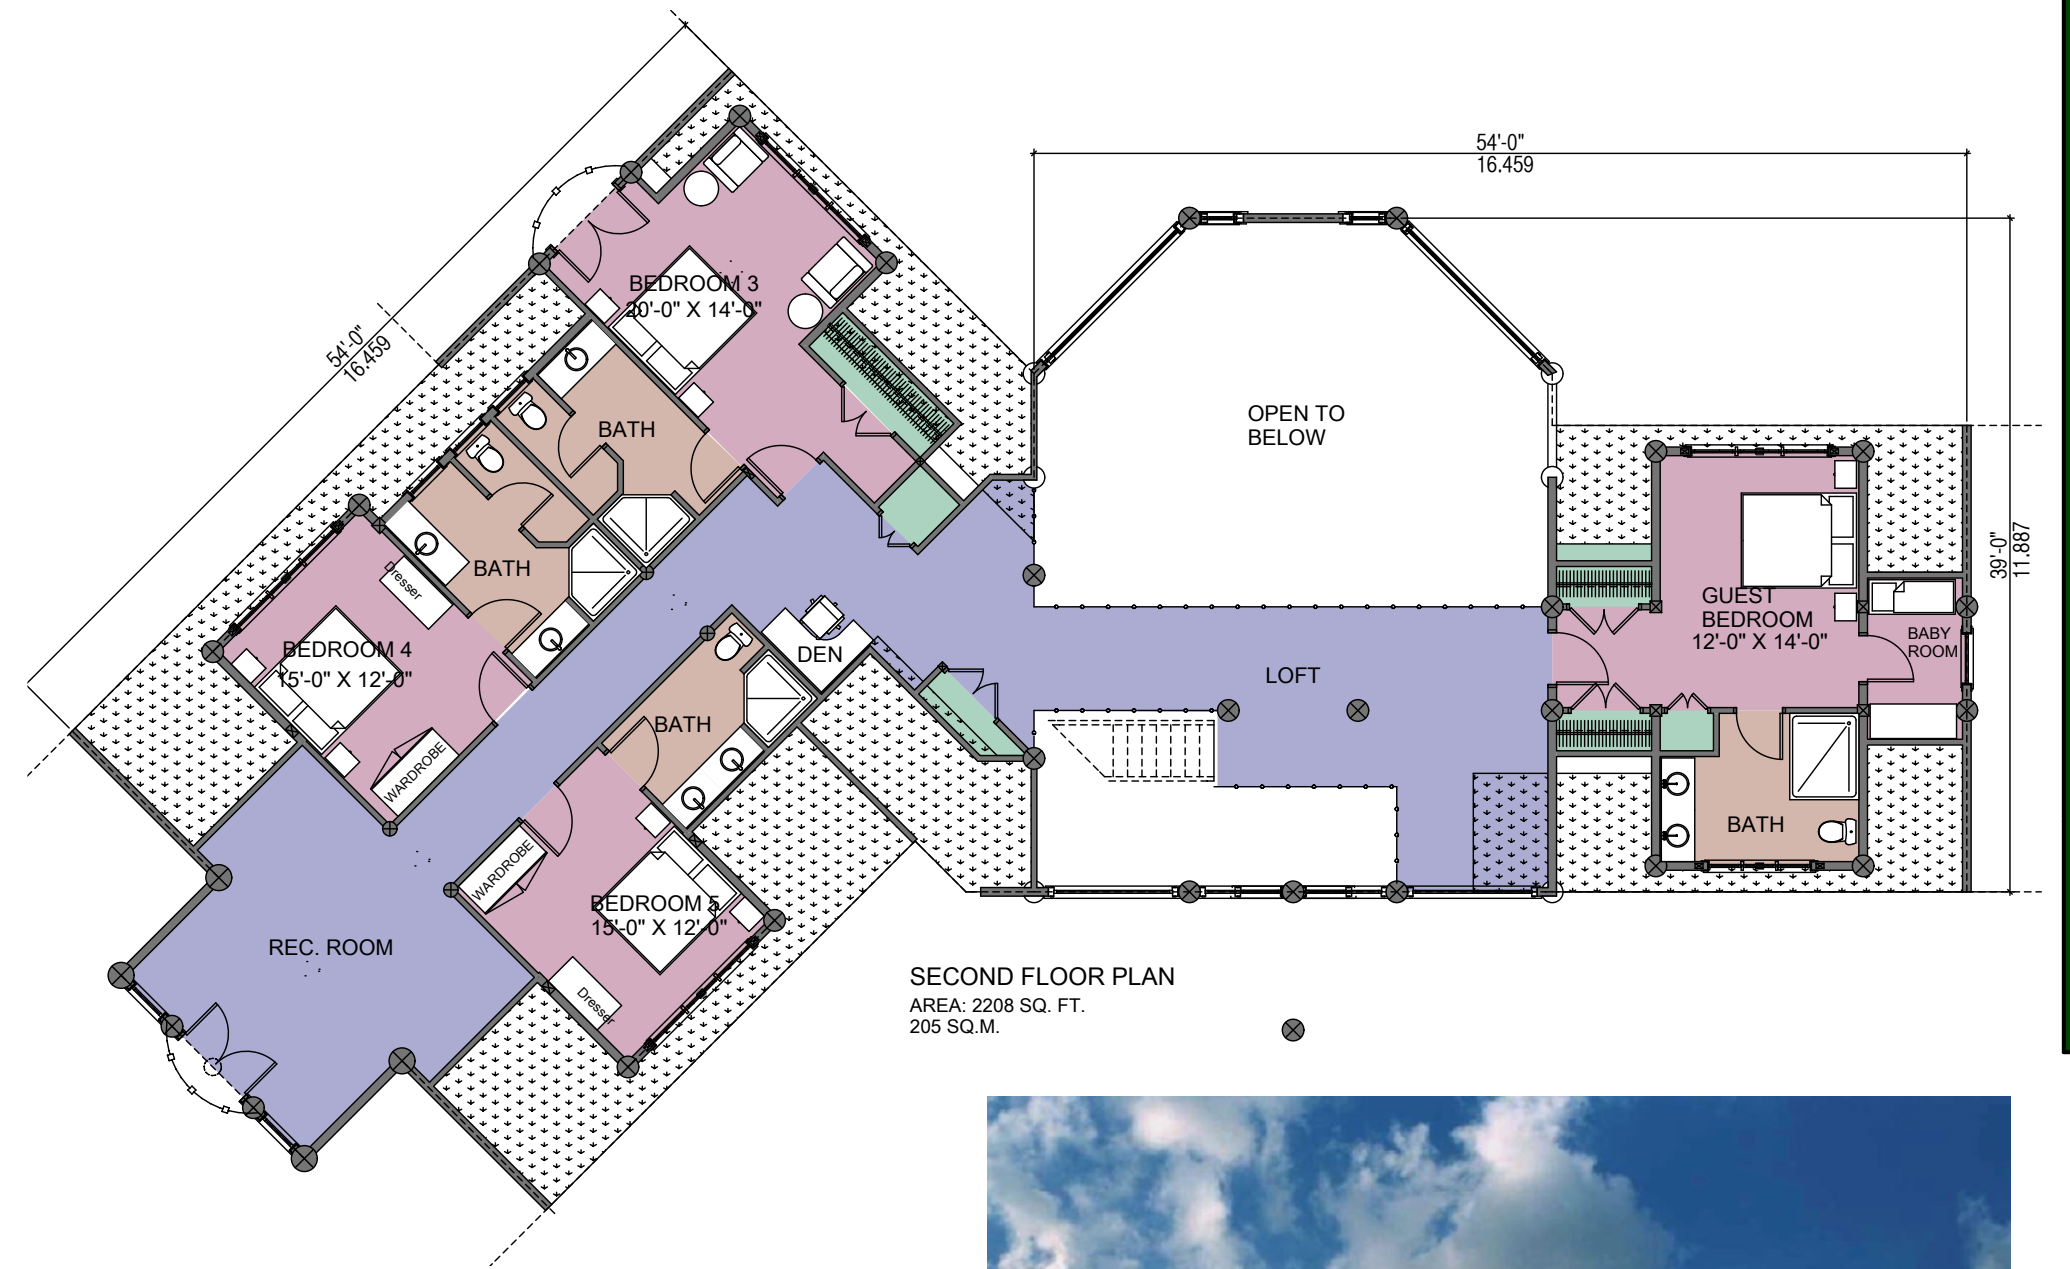 54'-0"
16.459
54'-0"
16.459
39'-0"
11.887
BEDROOM 3
20'-0" X 14'-0"
BATH
BATH
Dresser
BEDROOM 4
15'-0" X 12'-0"
WARDROBE
DEN
BATH
WARDROBE
BEDROOM 5
15'-0" X 12'-0"
Dresser
REC. ROOM
OPEN TO
BELOW
LOFT
GUEST
BEDROOM
12'-0" X 14'-0"
BABY
ROOM
BATH
SECOND FLOOR PLAN
AREA: 2208 SQ. FT.
205 SQ.M.